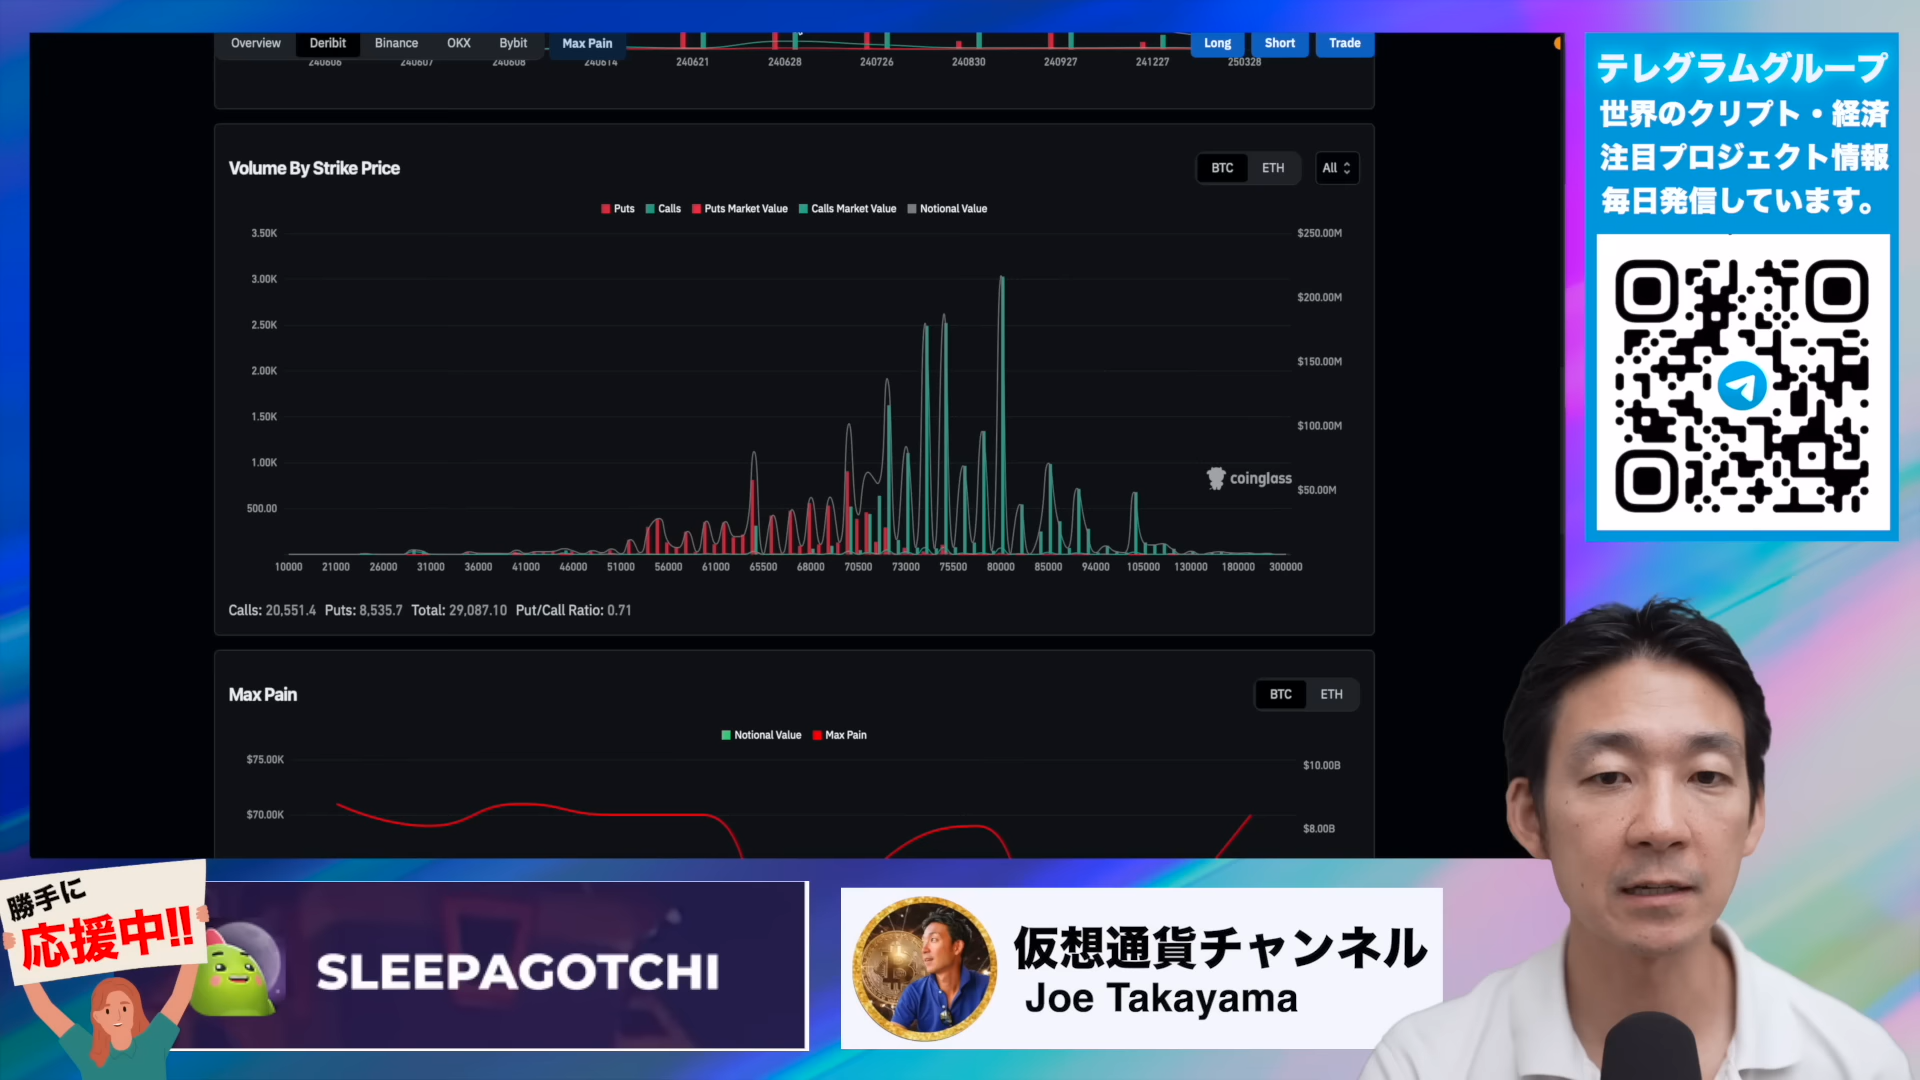 Overview Deribit Binance OKX Bybit Max Pain Long Short Trade
240606 240607 240608 240614 240621 240628 240726 240830 240927 241227 250328
Volume By Strike Price
BTC ETH All
Puts Calls Puts Market Value Calls Market Value Notional Value
3.50K $250.00M
3.00K $200.00M
2.50K
2.00K $150.00M
1.50K $100.00M
1.00K
coinglass
500.00 $50.00M
10000 21000 26000 31000 36000 41000 46000 51000 56000 61000 65500 68000 70500 73000 75500 80000 85000 94000 105000 130000 180000 300000
Calls: 20,551.4 Puts: 8,535.7 Total: 29,087.10 Put/Call Ratio: 0.71
Max Pain
BTC ETH
Notional Value Max Pain
$75.00K $10.00B
$70.00K $8.00B
テレグラムグループ
世界のクリプト・経済
注目プロジェクト情報
毎日発信しています。
勝手に
応援中!!
SLEEPAGOTCHI
仮想通貨チャンネル
Joe Takayama